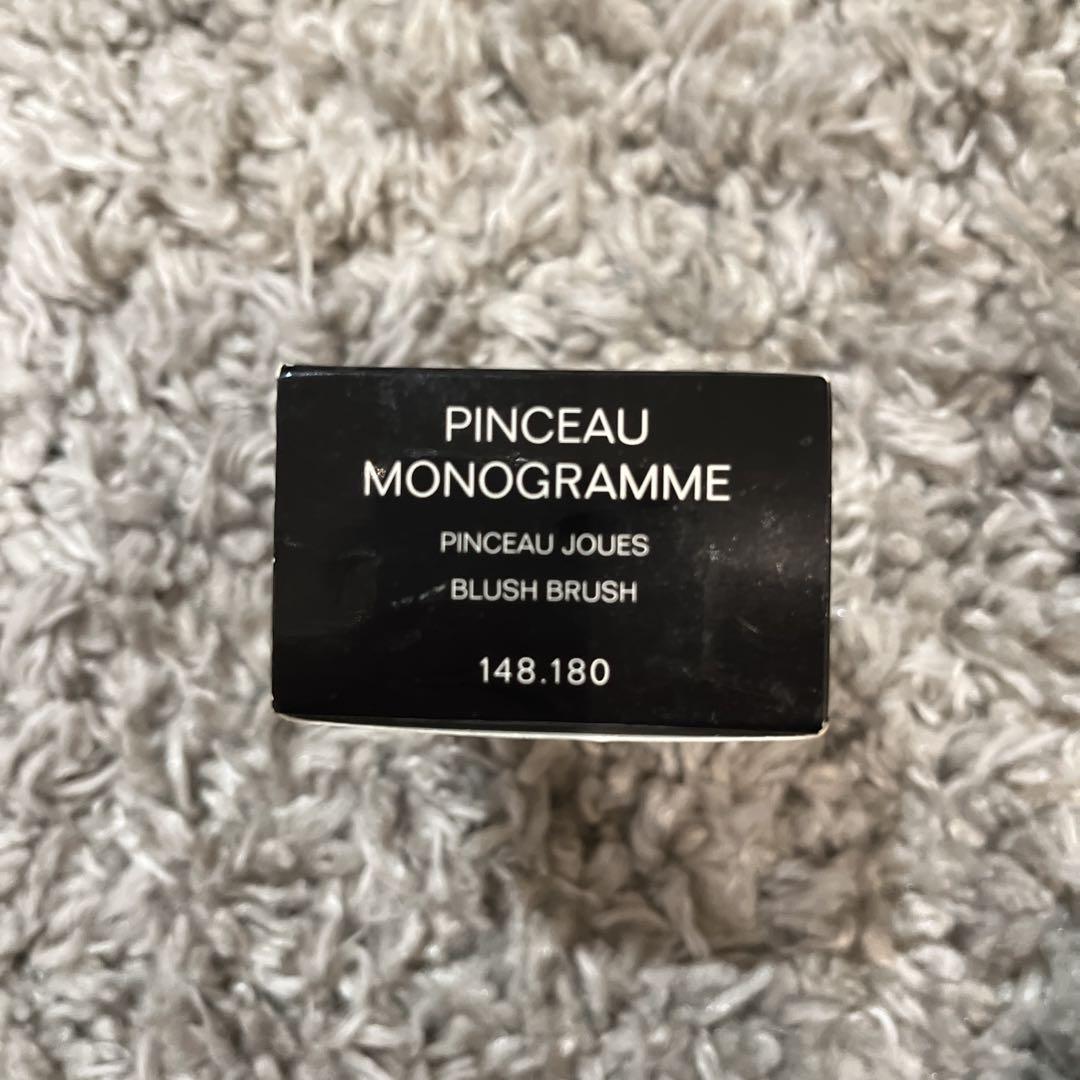 PINCEAU
MONOGRAMME
PINCEAU JOUES
BLUSH BRUSH
148.180